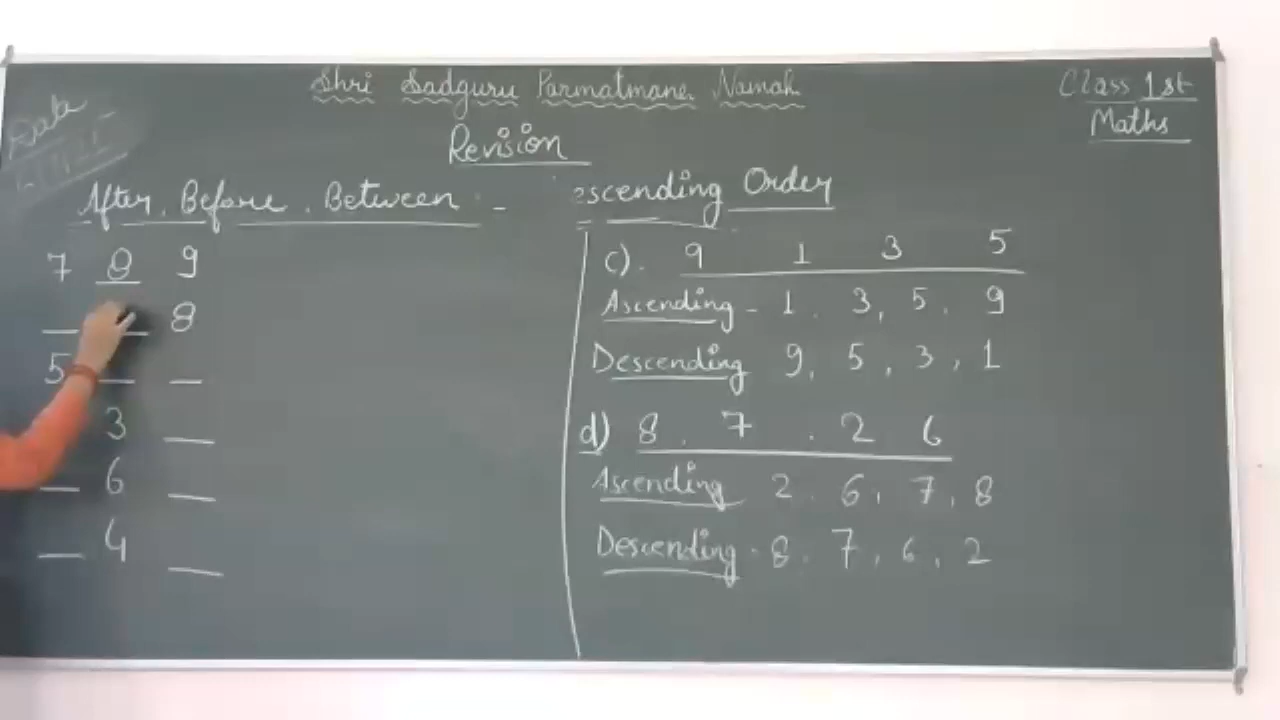 Shri Sadguru Parmatmane Namah
Class 1st
Maths
Date
Revision
After, Before, Between : -
7 8 9
_ _ 8
5 _ _
3 _
_ 6 _
_ 4 _
escending Order
c). 9 1 3 5
Ascending - 1, 3, 5, 9
Descending 9, 5, 3, 1
d) 8, 7, 2 6
Ascending 2, 6, 7, 8
Descending - 8, 7, 6, 2